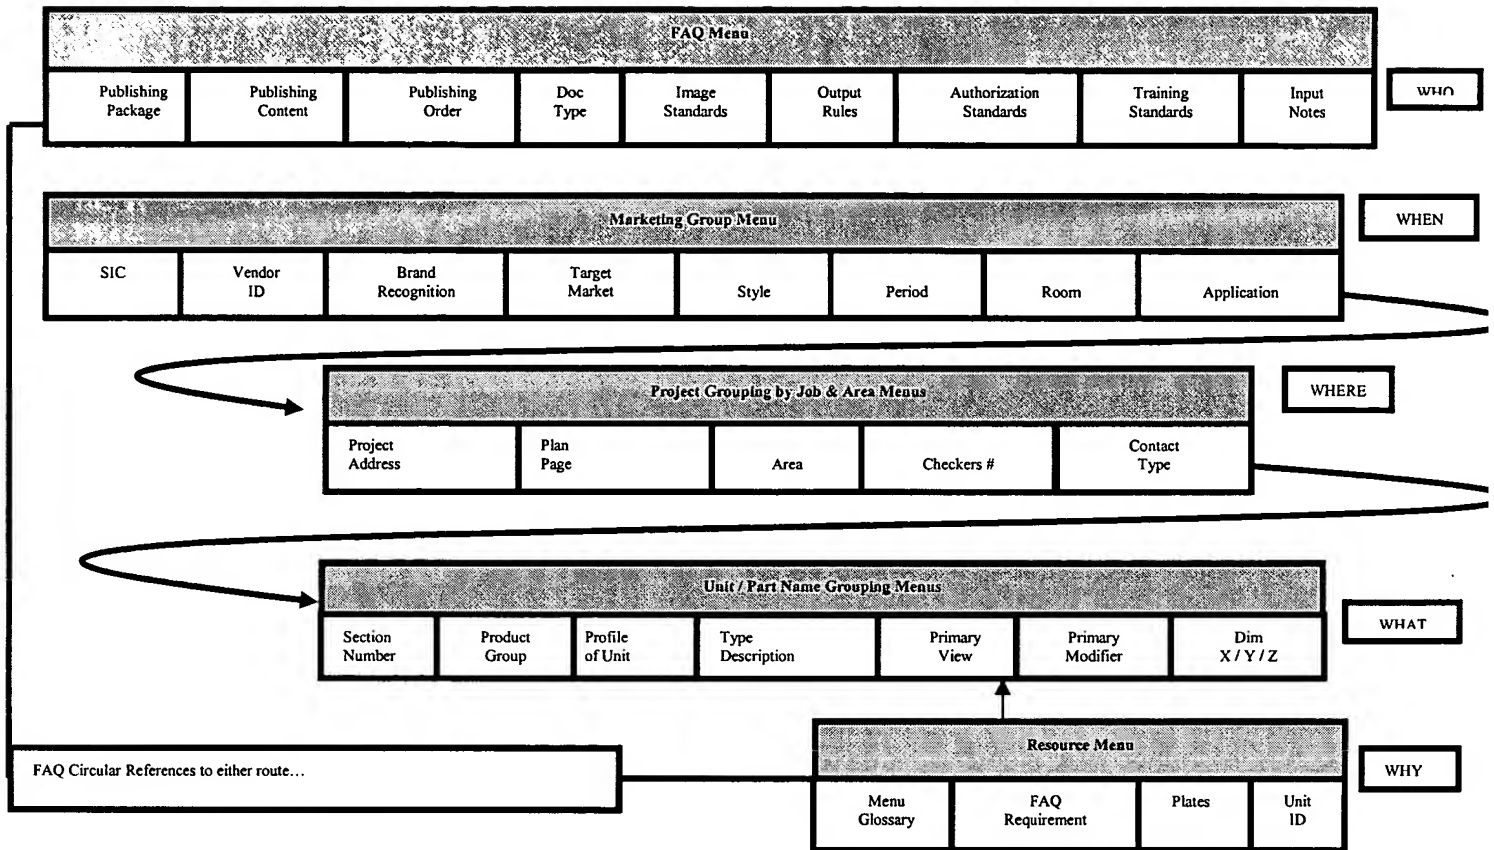 FAQ Menu
Publishing
Package
Publishing
Content
Publishing
Order
Doc
Type
Image
Standards
Output
Rules
Authorization
Standards
Training
Standards
Input
Notes
WHO
Marketing Group Menu
WHEN
SIC
Vendor
ID
Brand
Recognition
Target
Market
Style
Period
Room
Application
Project Grouping by Job & Area Menus
WHERE
Project
Address
Plan
Page
Area
Checkers #
Contact
Type
Unit / Part Name Grouping Menus
WHAT
Section
Number
Product
Group
Profile
of Unit
Type
Description
Primary
View
Primary
Modifier
Dim
X / Y / Z
Resource Menu
WHY
FAQ Circular References to either route...
Menu
Glossary
FAQ
Requirement
Plates
Unit
ID